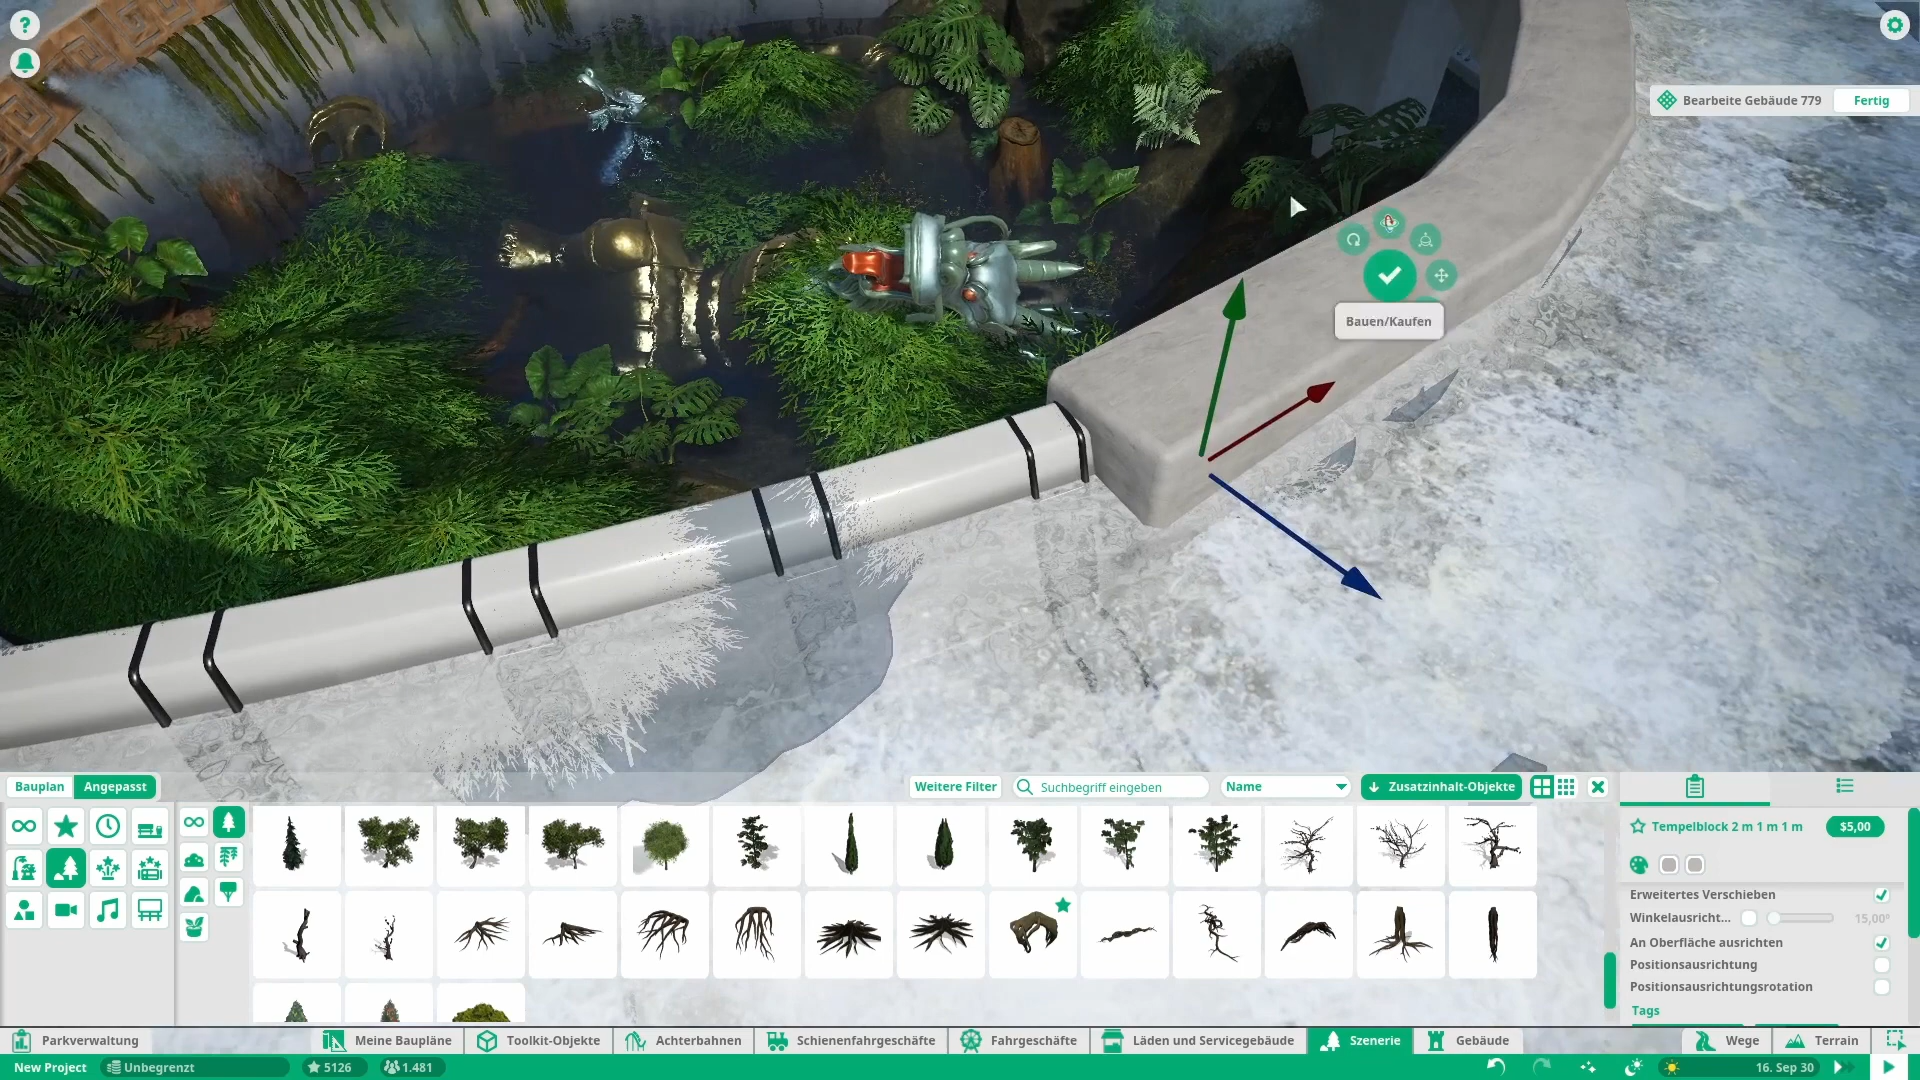 ?
Bearbeite Gebäude 779
Fertig
Bauen/Kaufen
Bauplan
Angepasst
Weitere Filter
Suchbegriff eingeben
Name
Zusatzinhalt-Objekte
Tempelblock 2 m 1 m 1 m
$5,00
Erweitertes Verschieben
Winkelausricht...
15,00°
An Oberfläche ausrichten
Positionsausrichtung
Positionsausrichtungsrotation
Tags
Parkverwaltung
Meine Baupläne
Toolkit-Objekte
Achterbahnen
Schienenfahrgeschäfte
Fahrgeschäfte
Läden und Servicegebäude
Szenerie
Gebäude
Wege
Terrain
New Project
Unbegrenzt
5126
1.481
16. Sep 30